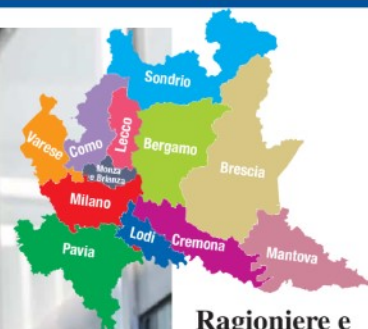 Sondrio
Varese
Como
Lecco
Bergamo
Brescia
Monza
e Brianza
Milano
Lodi
Cremona
Mantova
Pavia
Ragioniere e